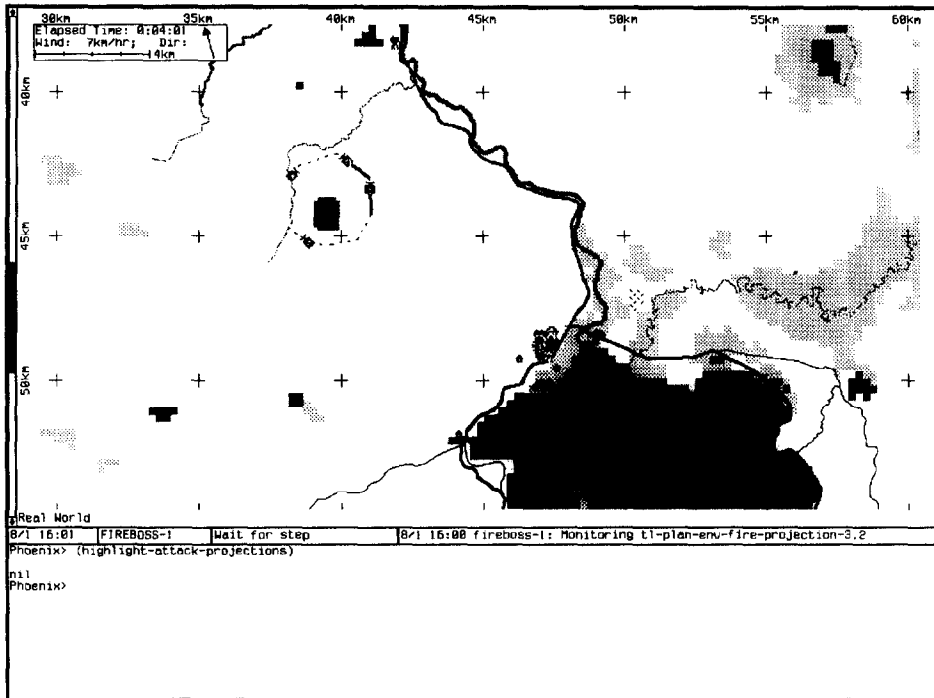 30km 35km 40km 45km 50km 55km 60km
Elapsed Time: 0:04:01
Wind: 7km/hr; Dir:
4km
40km
45km
50km
Real World
8/1 16:01 FIREBOSS-1 Wait for step 8/1 16:00 fireboss-1: Monitoring t1-plan-env-fire-projection-3.2
Phoenix> (highlight-attack-projections)
nil
Phoenix>